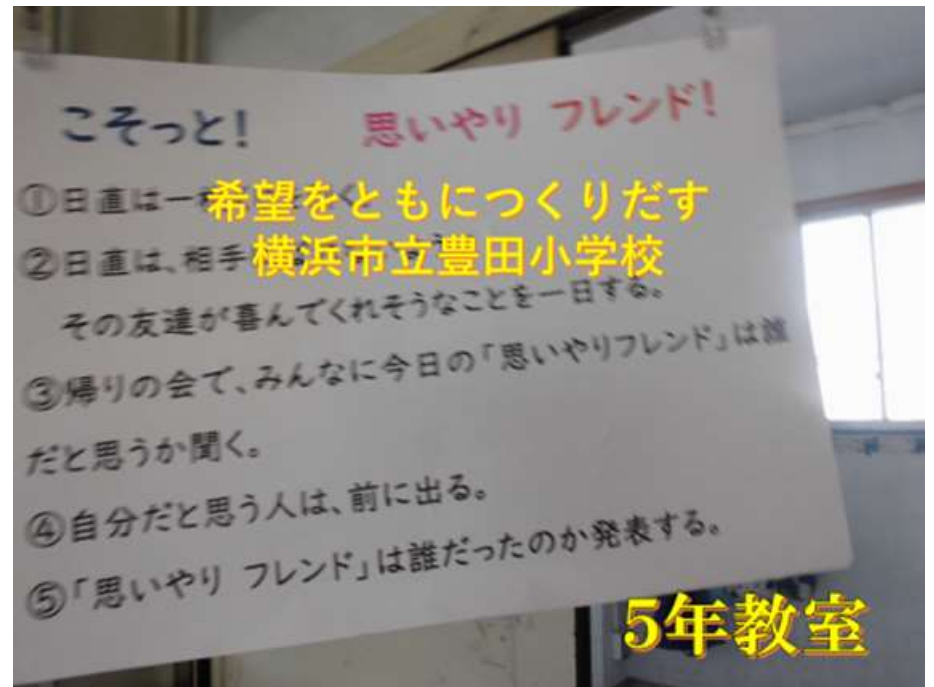 こそっと! 思いやり フレンド!
①日直は一
希望をともにつくりだす
②日直は、相手
横浜市立豊田小学校
その友達が喜んでくれそうなことを一日する。
③帰りの会で、みんなに今日の「思いやりフレンド」は誰
だと思うか聞く。
④自分だと思う人は、前に出る。
⑤「思いやり フレンド」は誰だったのか発表する。
5年教室